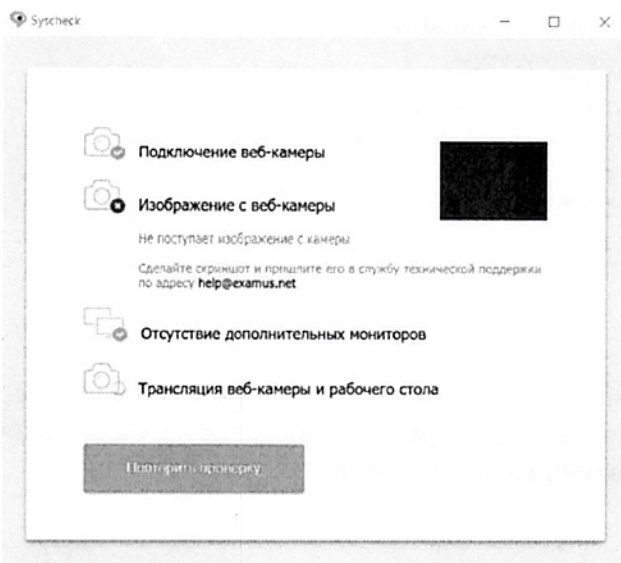 Syscheck
Подключение веб-камеры
Изображение с веб-камеры
Не поступает изображение с камеры
Сделайте скриншот и пришлите его в службу технической поддержки
по адресу help@examus.net
Отсутствие дополнительных мониторов
Трансляция веб-камеры и рабочего стола
Повторить проверку